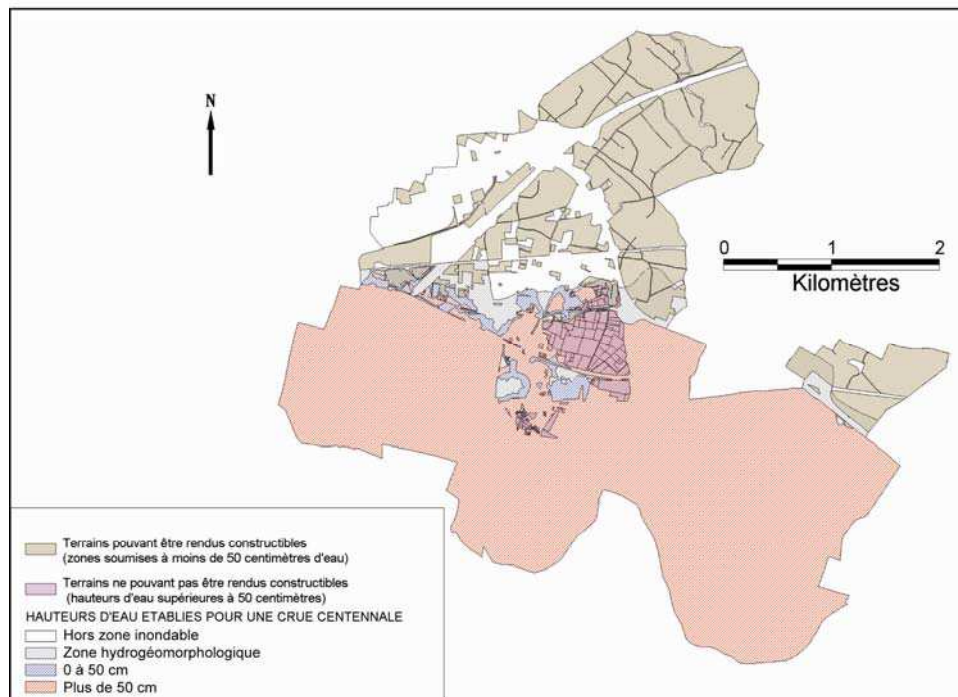 N
0 1 2
Kilomètres
Terrains pouvant être rendus constructibles
(zones soumises à moins de 50 centimètres d'eau)
Terrains ne pouvant pas être rendus constructibles
(hauteurs d'eau supérieures à 50 centimètres)
HAUTEURS D'EAU ETABLIES POUR UNE CRUE CENTENNALE
Hors zone inondable
Zone hydrogéomorphologique
0 à 50 cm
Plus de 50 cm